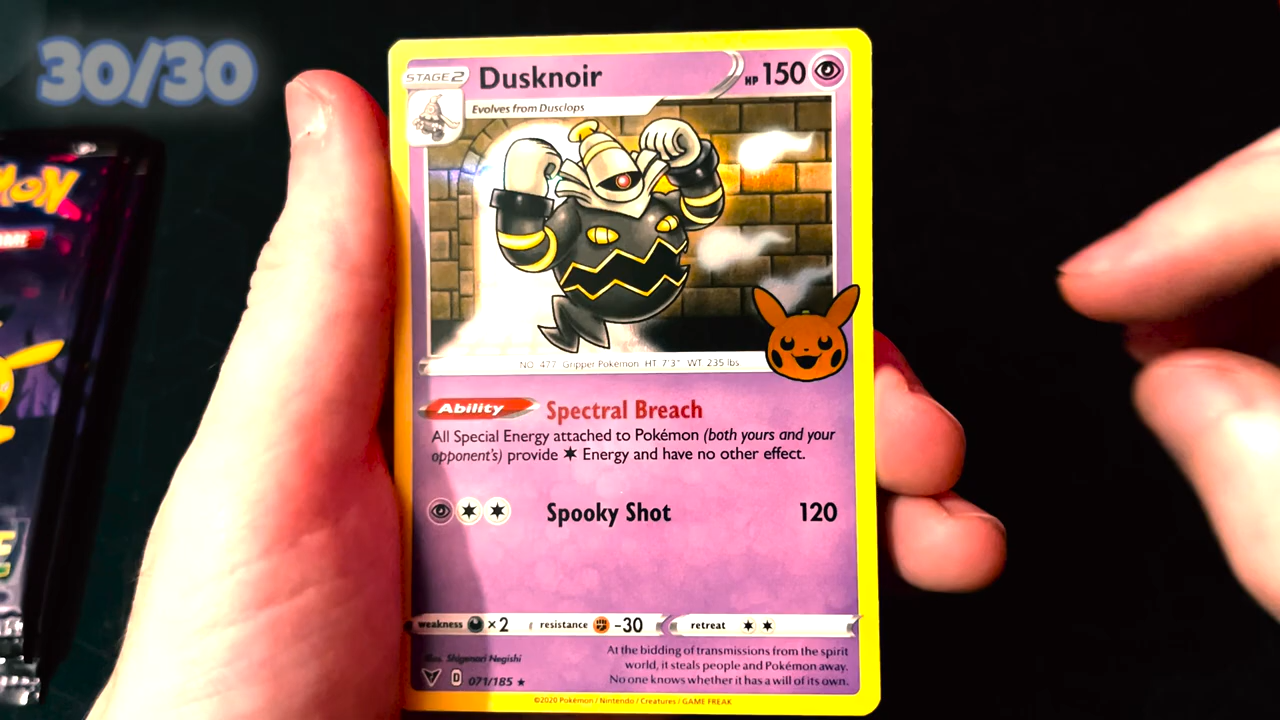 30/30
STAGE 2
Dusknoir
HP 150
Evolves from Dusclops
NO. 477 Gripper Pokémon HT 7'3" WT 235 lbs
Ability Spectral Breach
All Special Energy attached to Pokémon (both yours and your
opponent's) provide Energy and have no other effect.
Spooky Shot 120
weakness ×2 resistance -30 retreat
Illus. Shigenori Negishi
D 071/185 ★
At the bidding of transmissions from the spirit
world, it steals people and Pokémon away.
No one knows whether it has a will of its own.
©2020 Pokémon / Nintendo / Creatures / GAME FREAK